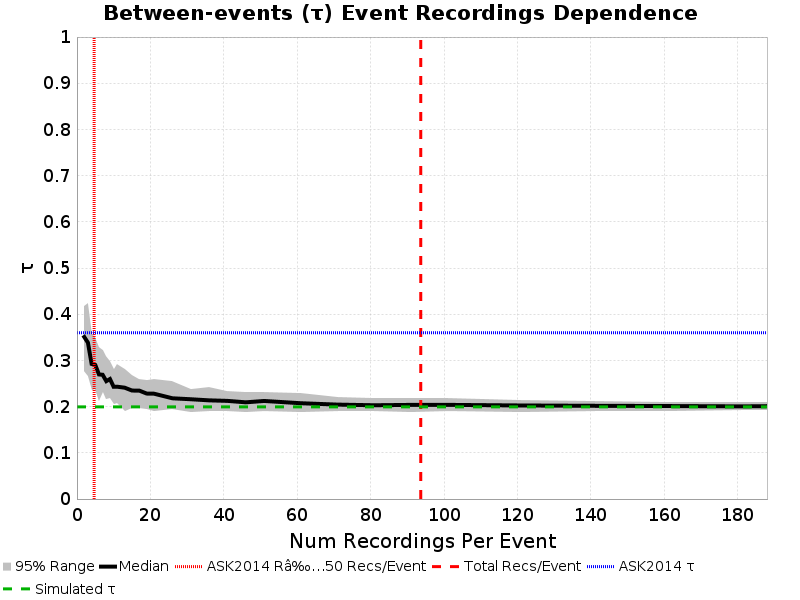 Between-events (τ) Event Recordings Dependence
1
0.9
0.8
0.7
0.6
0.5
0.4
0.3
0.2
0.1
0
τ
0 20 40 60 80 100 120 140 160 180
Num Recordings Per Event
95% Range Median ASK2014 Râ‰…50 Recs/Event Total Recs/Event ASK2014 τ
Simulated τ